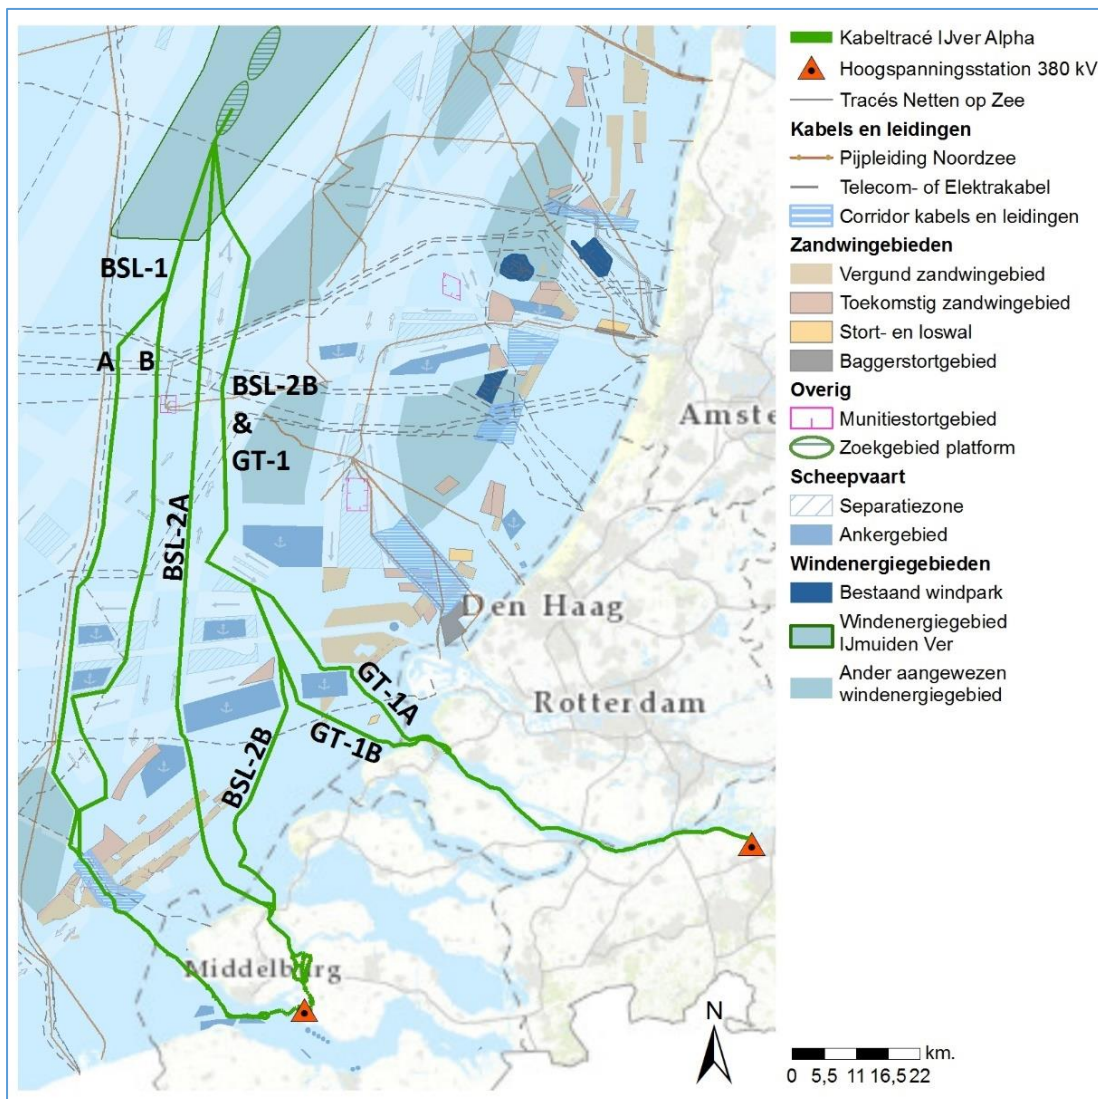 BSL-1
A
B
BSL-2B
&
GT-1
BSL-2A
GT-1A
GT-1B
BSL-2B
Amste
Den Haag
Rotterdam
Middelburg
Kabeltracé IJver Alpha
Hoogspanningsstation 380 kV
Tracés Netten op Zee
Kabels en leidingen
Pijpleiding Noordzee
Telecom- of Elektrakabel
Corridor kabels en leidingen
Zandwingebieden
Vergund zandwingebied
Toekomstig zandwingebied
Stort- en loswal
Baggerstortgebied
Overig
Munitiestortgebied
Zoekgebied platform
Scheepvaart
Separatiezone
Ankergebied
Windenergiegebieden
Bestaand windpark
Windenergiegebied
IJmuiden Ver
Ander aangewezen
windenergiegebied
N
km.
0 5,5 11 16,5 22